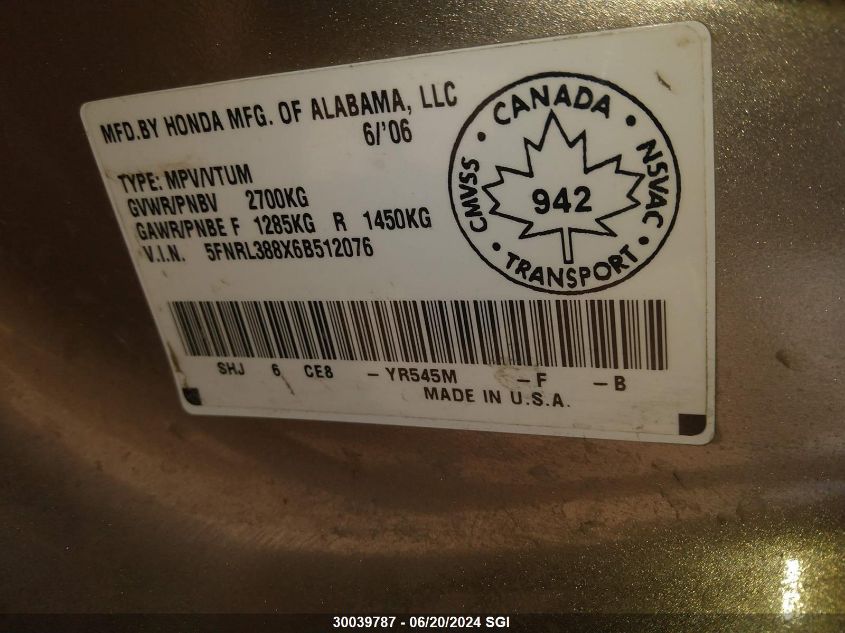 MFD.BY HONDA MFG. OF ALABAMA, LLC
6/'06
TYPE: MPV/VTUM
GVWR/PNBV 2700KG
GAWR/PNBE F 1285KG R 1450KG
V.I.N. 5FNRL388X6B512076
CANADA
CMVSS
NSVAC
942
TRANSPORT
SHJ 6 CE8 -YR545M -F -B
MADE IN U.S.A.
30039787 - 06/20/2024 SGI